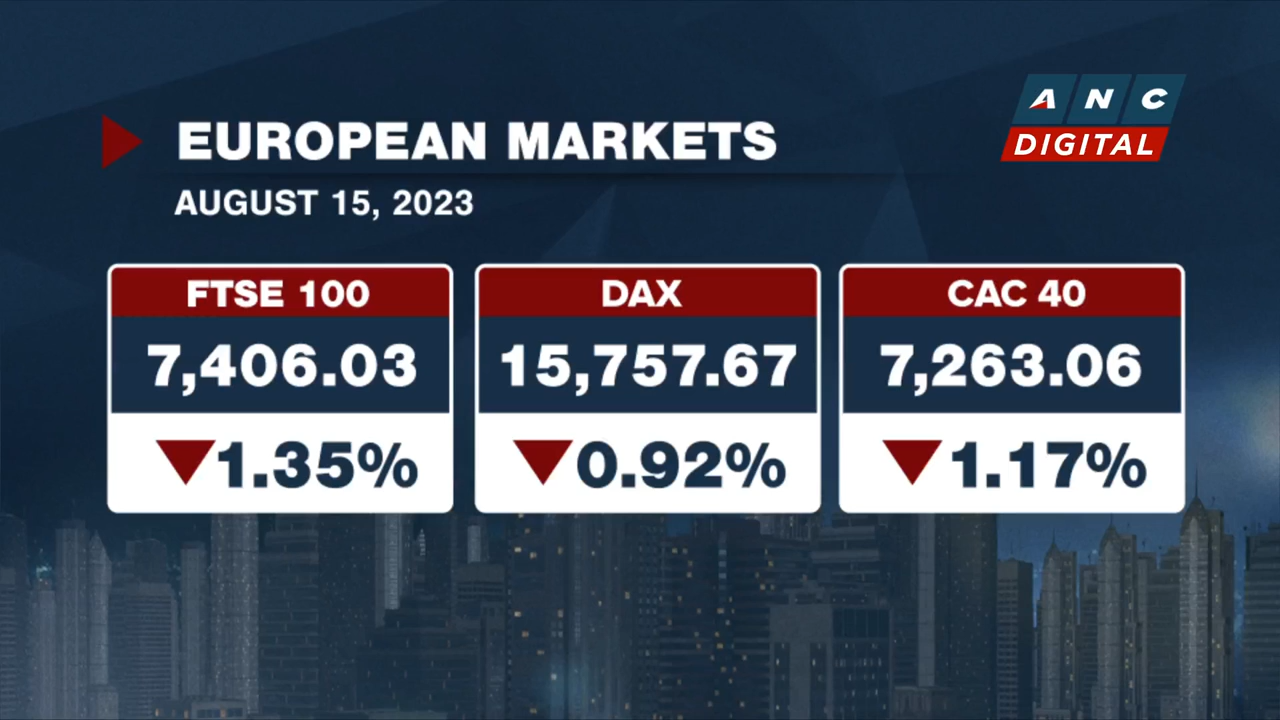 ANC
DIGITAL
EUROPEAN MARKETS
AUGUST 15, 2023
FTSE 100
7,406.03
1.35%
DAX
15,757.67
0.92%
CAC 40
7,263.06
1.17%